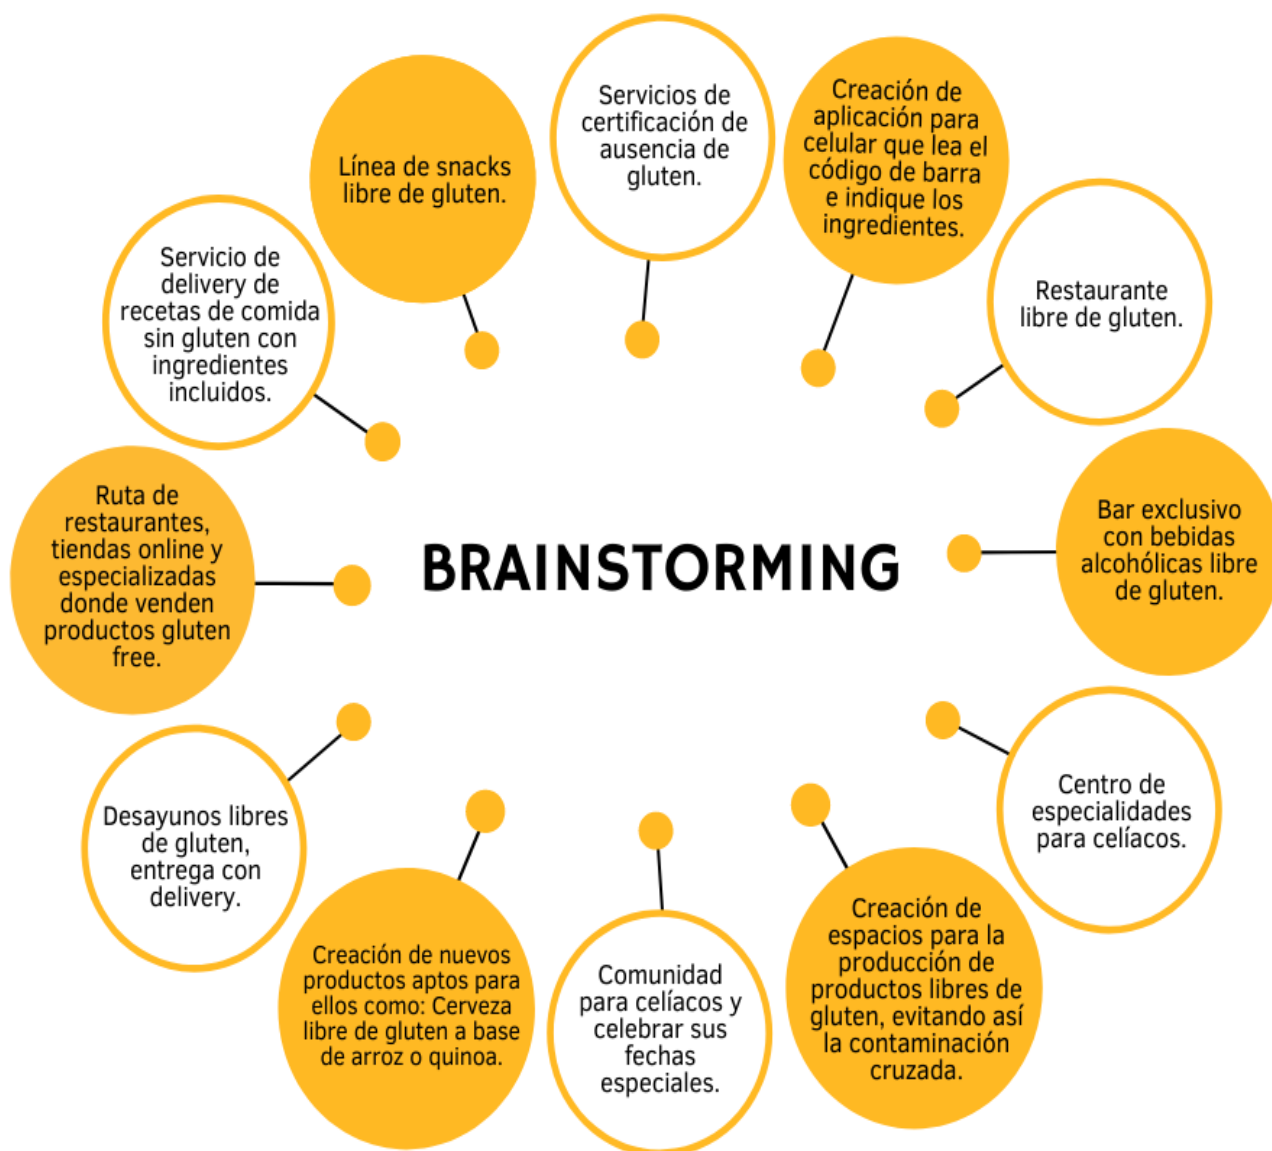 Servicios de
certificación de
ausencia de
gluten.
Creación de
aplicación para
celular que lea el
código de barra
e indique los
ingredientes.
Restaurante
libre de gluten.
Bar exclusivo
con bebidas
alcohólicas libre
de gluten.
Centro de
especialidades
para celíacos.
Creación de
espacios para la
producción de
productos libres de
gluten, evitando así
la contaminación
cruzada.
Comunidad
para celíacos y
celebrar sus
fechas
especiales.
Creación de nuevos
productos aptos para
ellos como: Cerveza
libre de gluten a base
de arroz o quinoa.
Desayunos libres
de gluten,
entrega con
delivery.
Ruta de
restaurantes,
tiendas online y
especializadas
donde venden
productos gluten
free.
Servicio de
delivery de
recetas de comida
sin gluten con
ingredientes
incluidos.
Línea de snacks
libre de gluten.
BRAINSTORMING